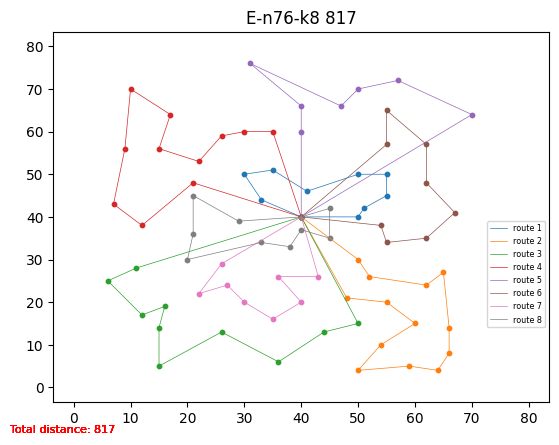 E-n76-k8 817
80
70
60
50
40
30
20
10
0
route 1
route 2
route 3
route 4
route 5
route 6
route 7
route 8
0 10 20 30 40 50 60 70 80
Total distance: 817